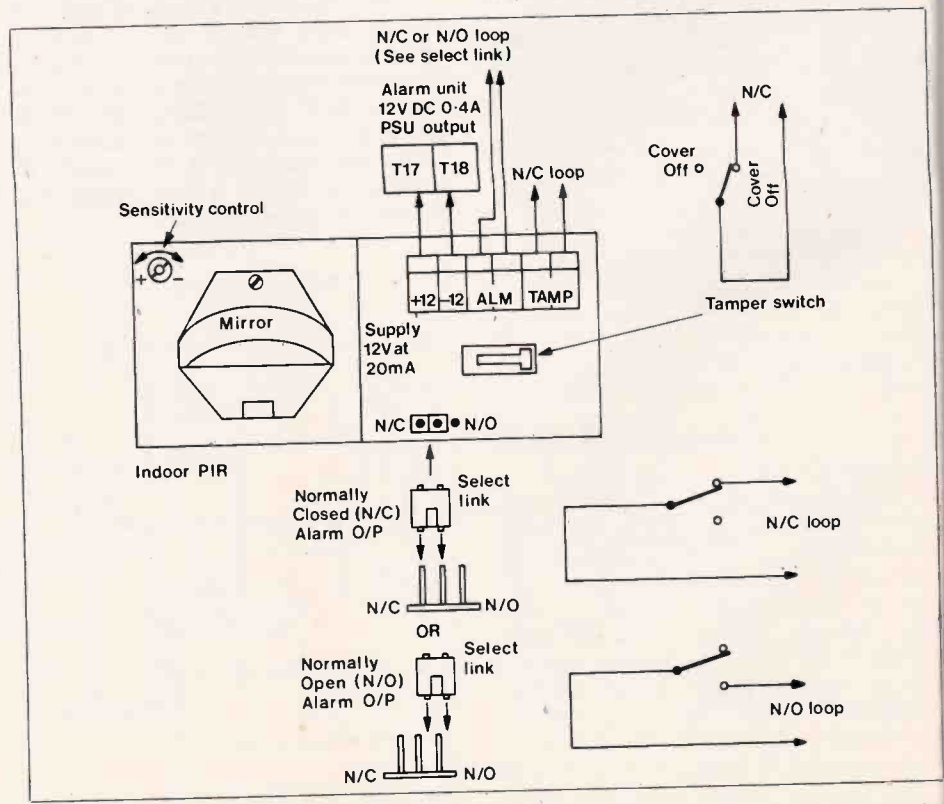 N/C or N/O loop
(See select link)
Alarm unit
12V DC 0·4A
PSU output
T17 T18
N/C loop
N/C
Cover
Off
Cover
Off
Sensitivity control
+ -
Mirror
+12 -12 ALM TAMP
Supply
12V at
20mA
Tamper switch
N/C N/O
Indoor PIR
Normally
Closed (N/C)
Alarm O/P
Select
link
N/C N/O
N/C loop
OR
Normally
Open (N/O)
Alarm O/P
Select
link
N/C N/O
N/O loop